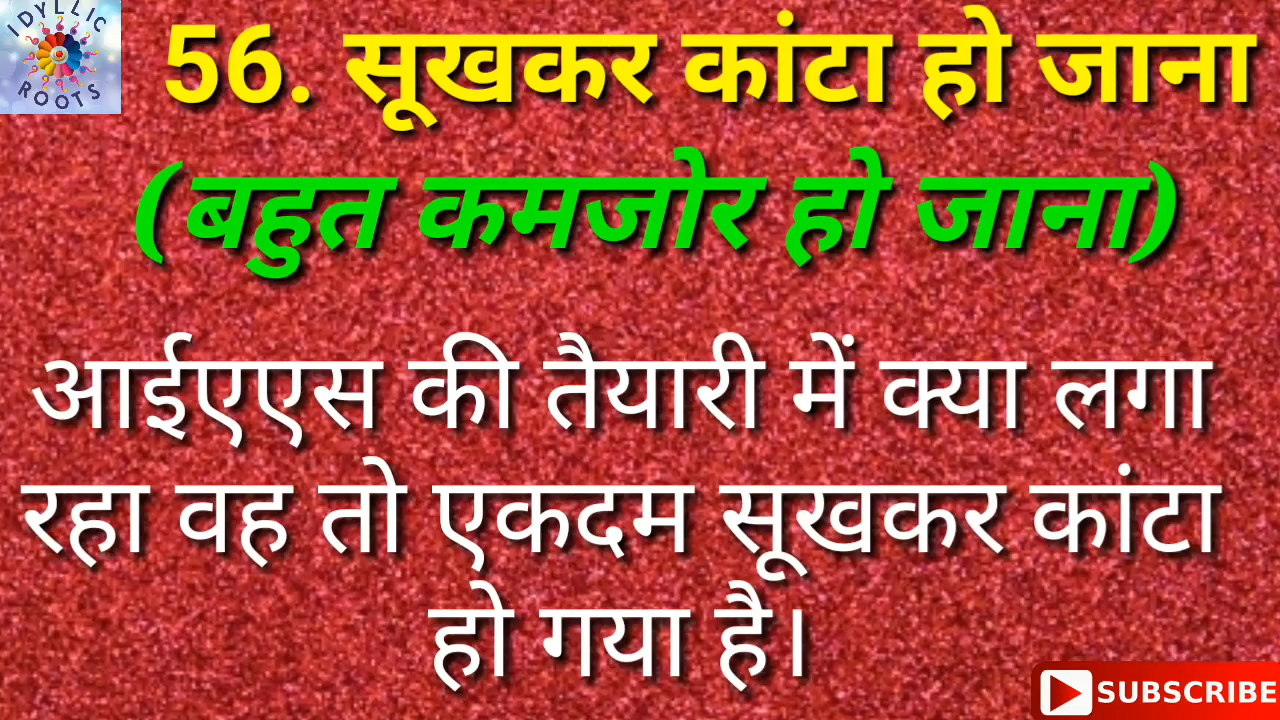 IDYLLIC
ROOTS
56. सूखकर कांटा हो जाना
(बहुत कमजोर हो जाना)
आईएएस की तैयारी में क्या लगा
रहा वह तो एकदम सूखकर कांटा
हो गया है।
SUBSCRIBE